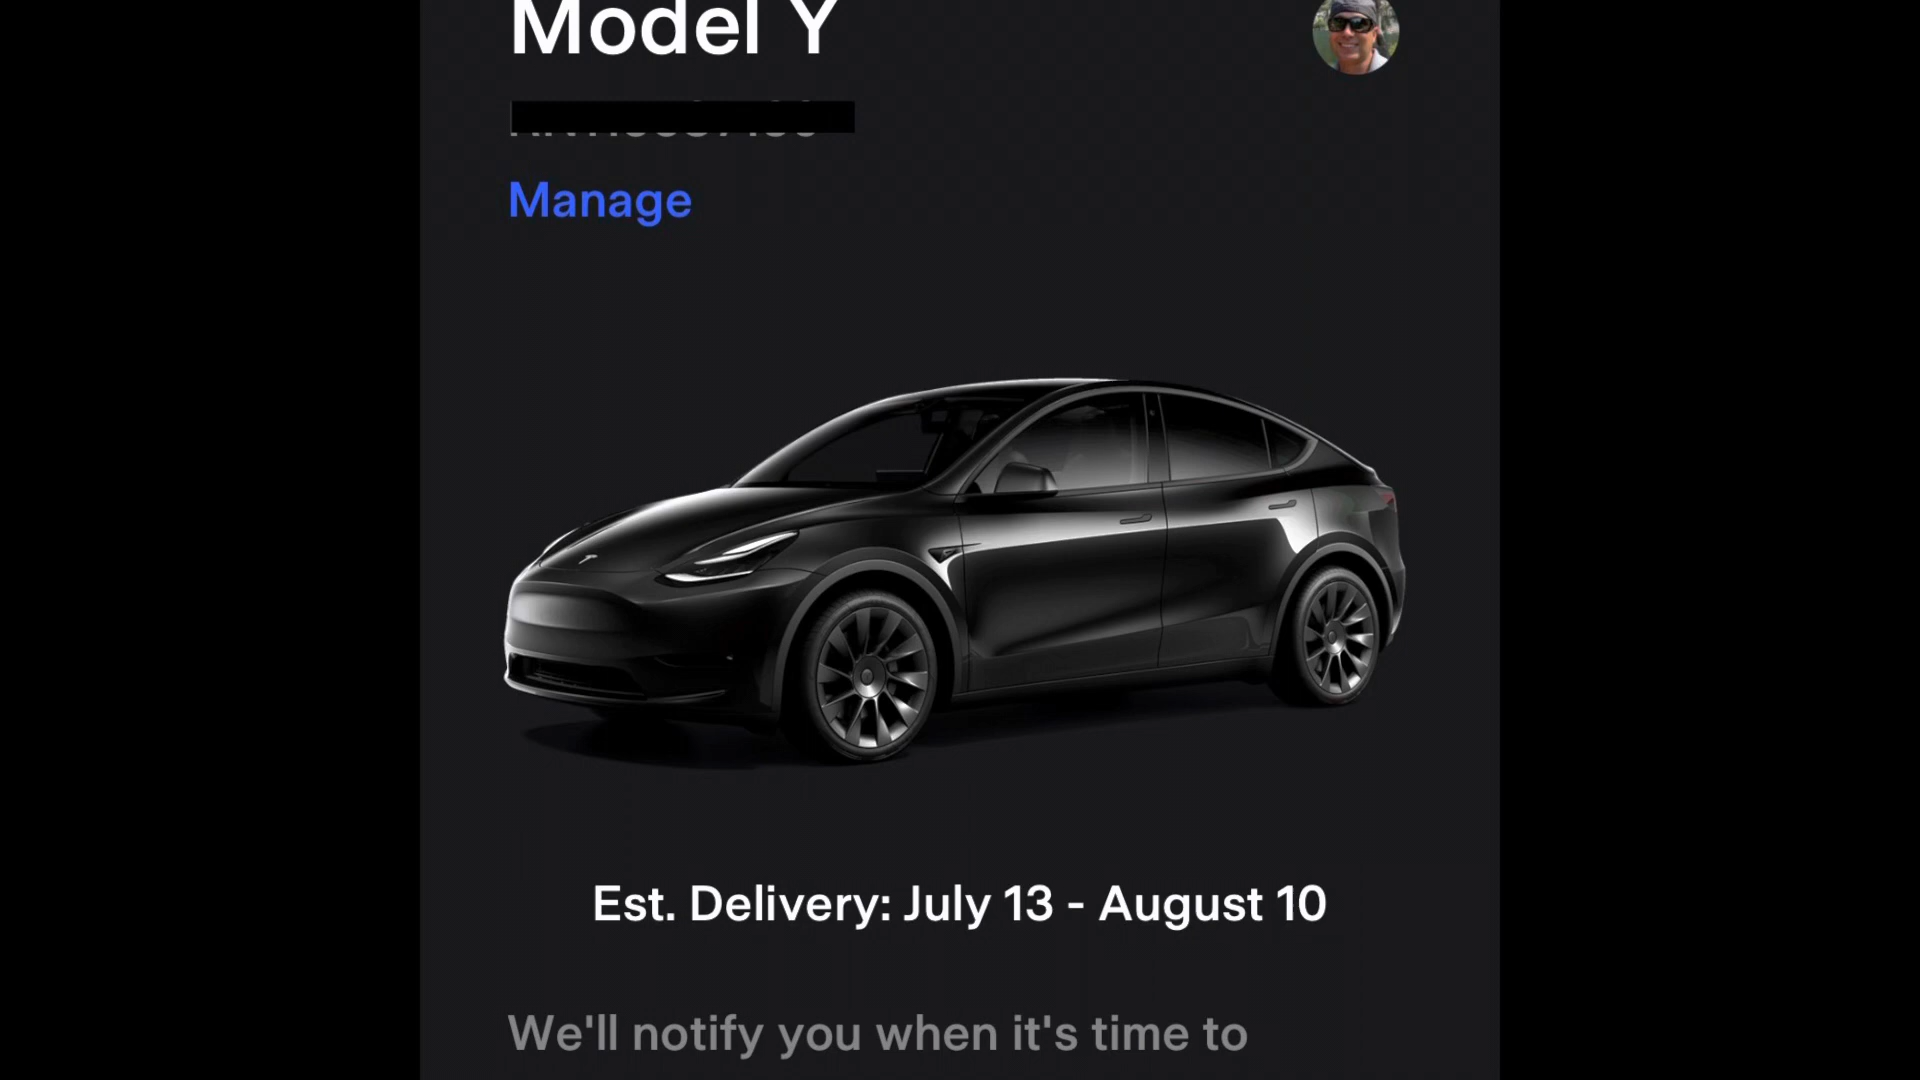 Model Y
Manage
Est. Delivery: July 13 - August 10
We'll notify you when it's time to